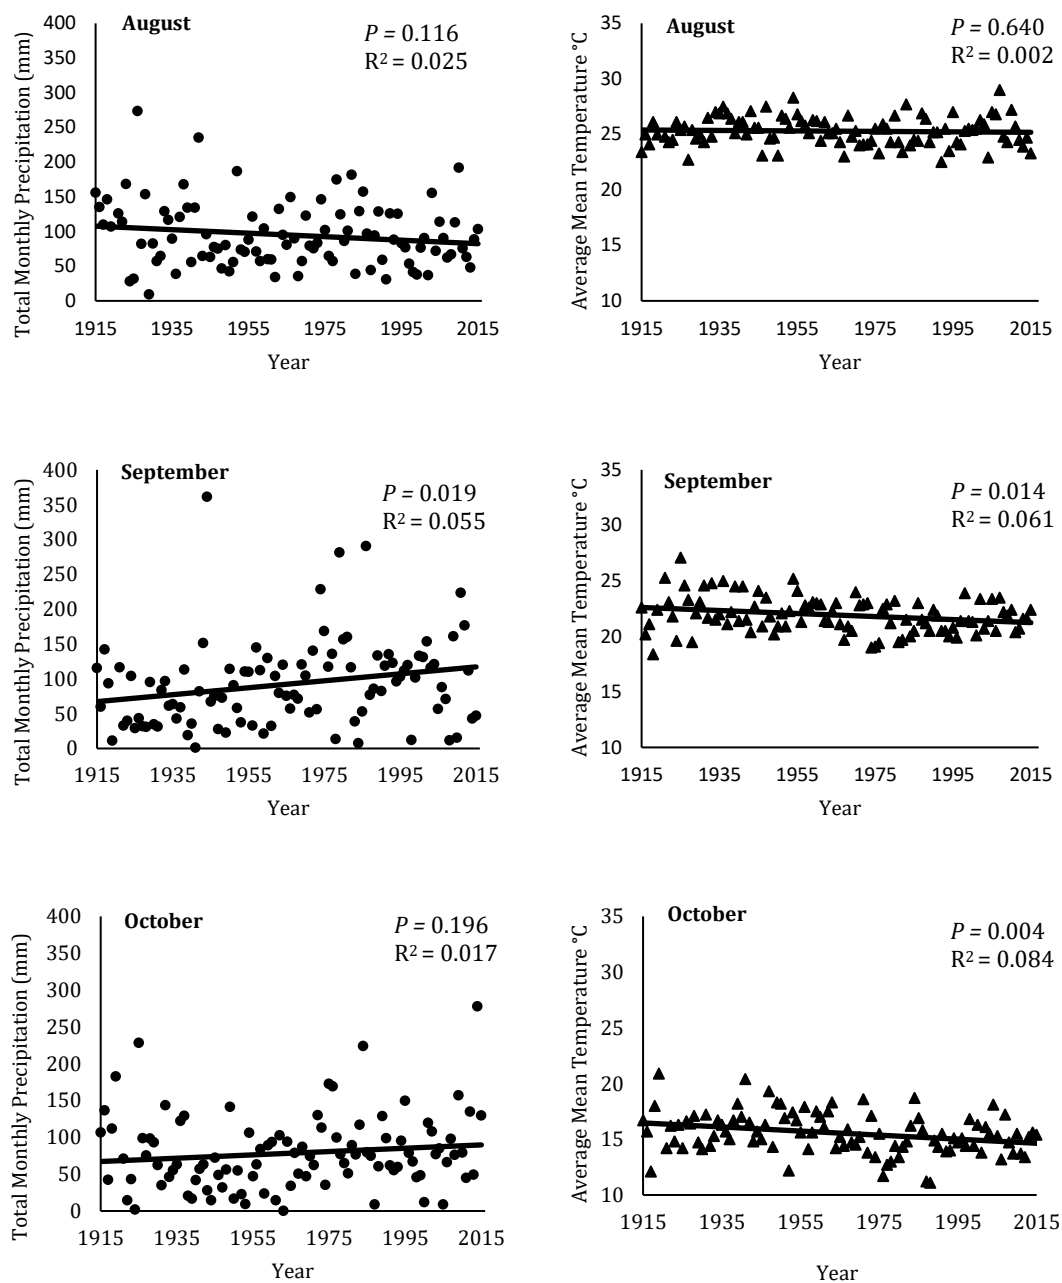 August
P = 0.116
R² = 0.025
Total Monthly Precipitation (mm)
400
350
300
250
200
150
100
50
0
1915 1935 1955 1975 1995 2015
Year
August
P = 0.640
R² = 0.002
Average Mean Temperature °C
35
30
25
20
15
10
1915 1935 1955 1975 1995 2015
Year
September
P = 0.019
R² = 0.055
Total Monthly Precipitation (mm)
400
350
300
250
200
150
100
50
0
1915 1935 1955 1975 1995 2015
Year
September
P = 0.014
R² = 0.061
Average Mean Temperature °C
35
30
25
20
15
10
1915 1935 1955 1975 1995 2015
Year
October
P = 0.196
R² = 0.017
Total Monthly Precipitation (mm)
400
350
300
250
200
150
100
50
0
1915 1935 1955 1975 1995 2015
Year
October
P = 0.004
R² = 0.084
Average Mean Temperature °C
35
30
25
20
15
10
1915 1935 1955 1975 1995 2015
Year